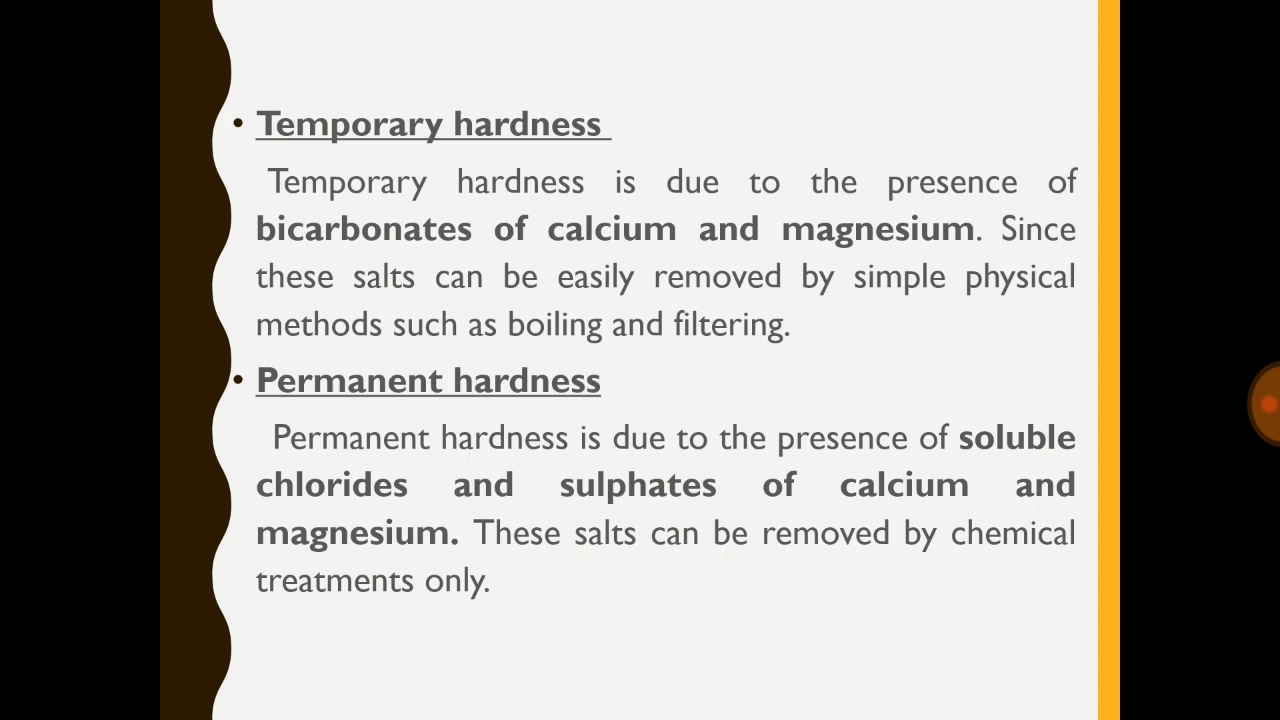 • Temporary hardness
Temporary hardness is due to the presence of
bicarbonates of calcium and magnesium. Since
these salts can be easily removed by simple physical
methods such as boiling and filtering.
• Permanent hardness
Permanent hardness is due to the presence of soluble
chlorides and sulphates of calcium and
magnesium. These salts can be removed by chemical
treatments only.